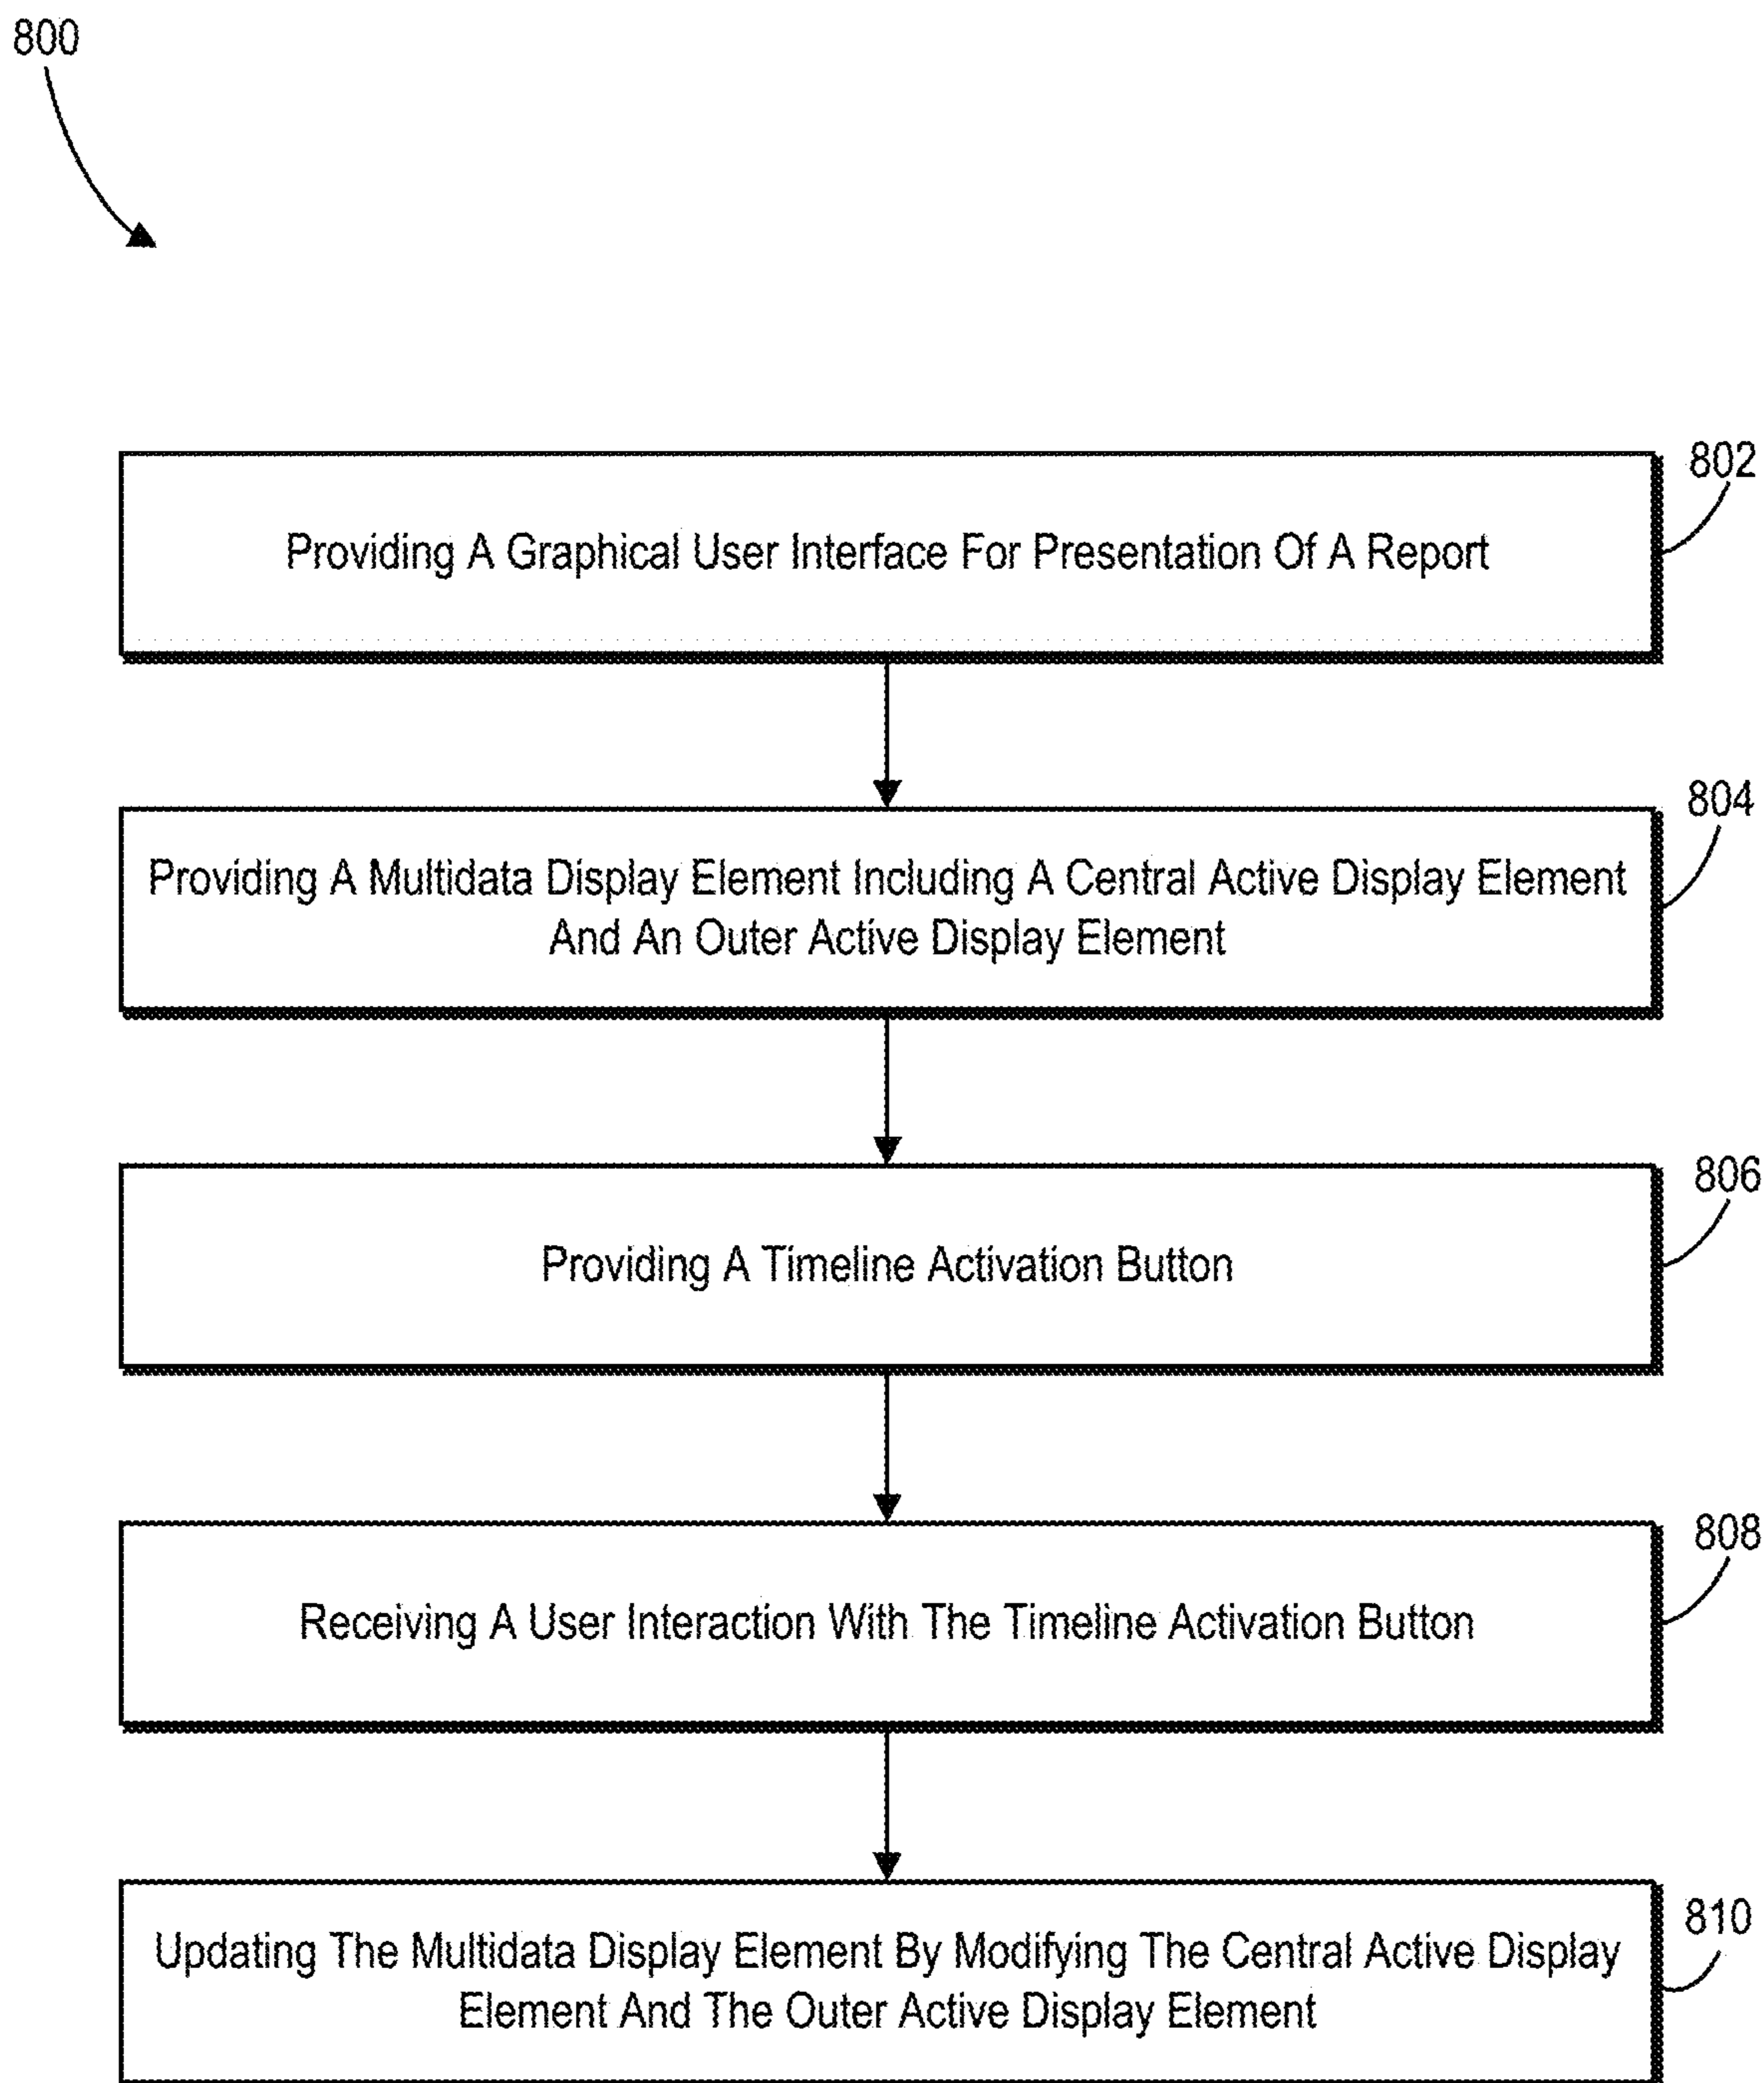 800
802
Providing A Graphical User Interface For Presentation Of A Report
804
Providing A Multidata Display Element Including A Central Active Display Element
And An Outer Active Display Element
806
Providing A Timeline Activation Button
808
Receiving A User Interaction With The Timeline Activation Button
810
Updating The Multidata Display Element By Modifying The Central Active Display
Element And The Outer Active Display Element